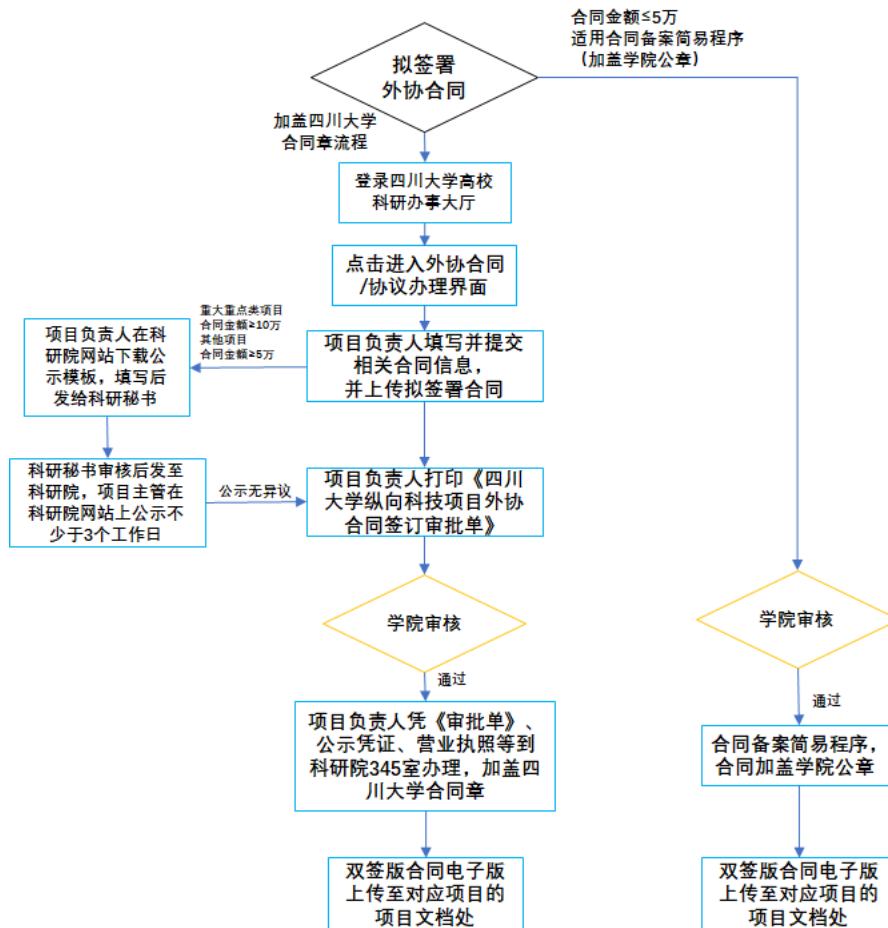 合同金额≤5万
适用合同备案简易程序
（加盖学院公章）
拟签署
外协合同
加盖四川大学
合同章流程
登录四川大学高校
科研办事大厅
点击进入外协合同
/协议办理界面
重大重点类项目
合同金额≥10万
其他项目
合同金额≥5万
项目负责人在科
研院网站下载公
示模板，填写后
发给科研秘书
项目负责人填写并提交
相关合同信息，
并上传拟签署合同
科研秘书审核后发至
科研院，项目主管在
科研院网站上公示不
少于3个工作日
公示无异议
项目负责人打印《四川
大学纵向科技项目外协
合同签订审批单》
学院审核
通过
项目负责人凭《审批单》、
公示凭证、营业执照等到
科研院345室办理，加盖四
川大学合同章
双签版合同电子版
上传至对应项目的
项目文档处
学院审核
通过
合同备案简易程序，
合同加盖学院公章
双签版合同电子版
上传至对应项目的
项目文档处